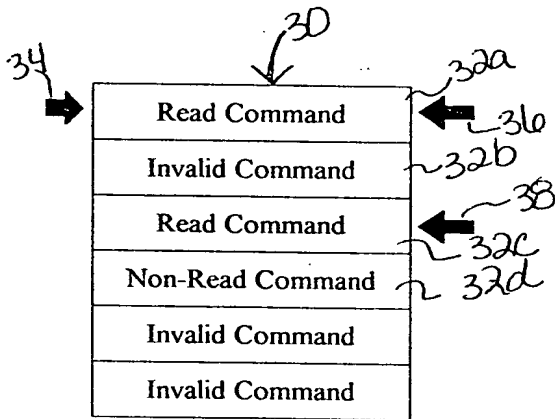 30
34
32a
Read Command
36
Invalid Command
32b
Read Command
38
32c
Non-Read Command
32d
Invalid Command
Invalid Command